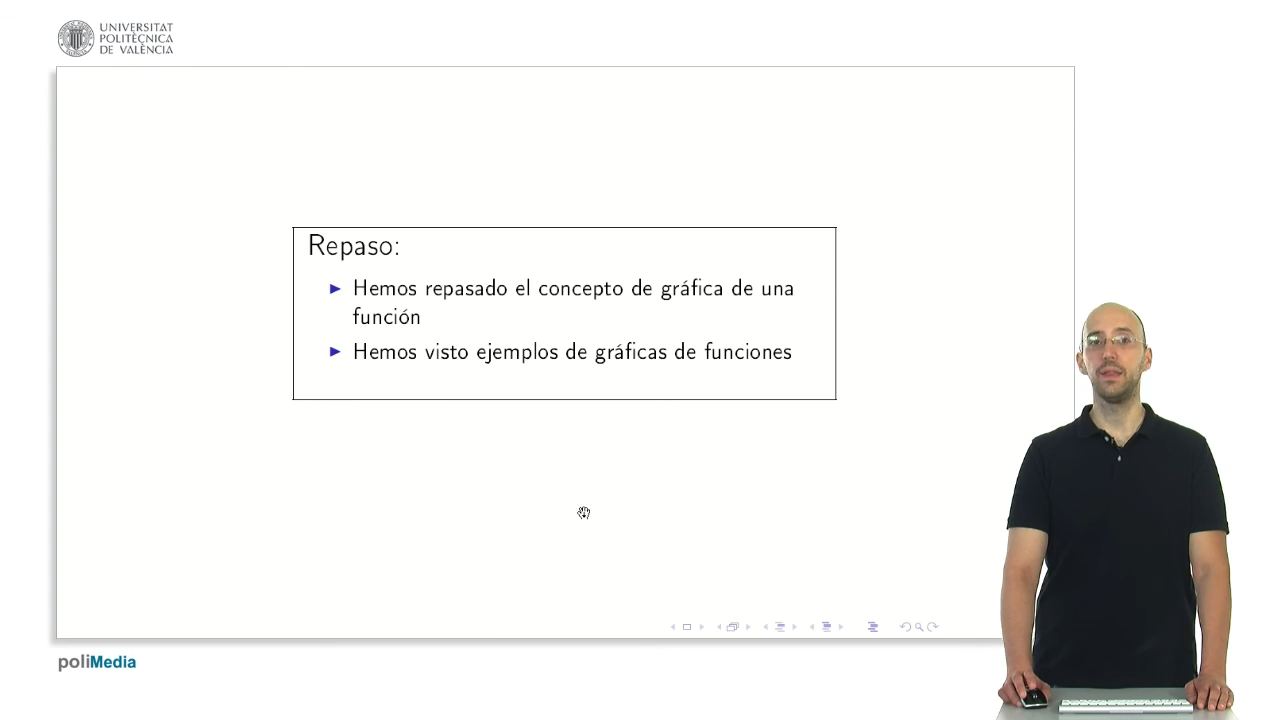 UNIVERSITAT
POLITÈCNICA
DE VALÈNCIA
Repaso:
Hemos repasado el concepto de gráfica de una
función
Hemos visto ejemplos de gráficas de funciones
poliMedia